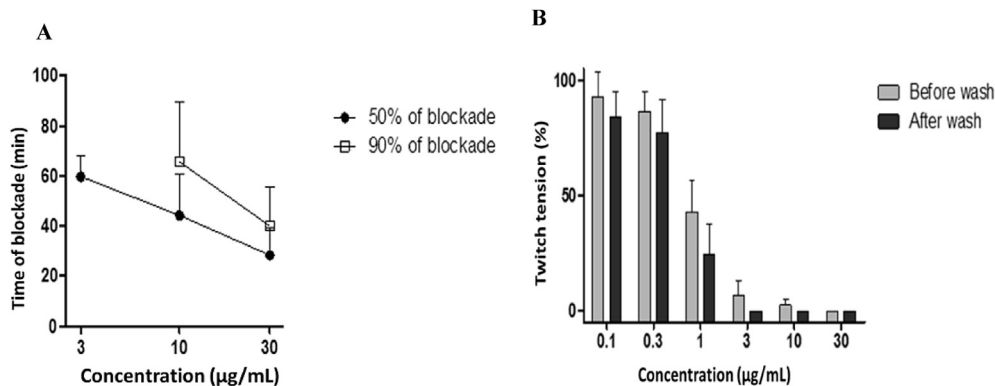 A
Time of blockade (min)
100
80
60
40
20
0
3 10 30
Concentration (µg/mL)
50% of blockade
90% of blockade
B
Twitch tension (%)
100
50
0
0.1 0.3 1 3 10 30
Concentration (µg/mL)
Before wash
After wash